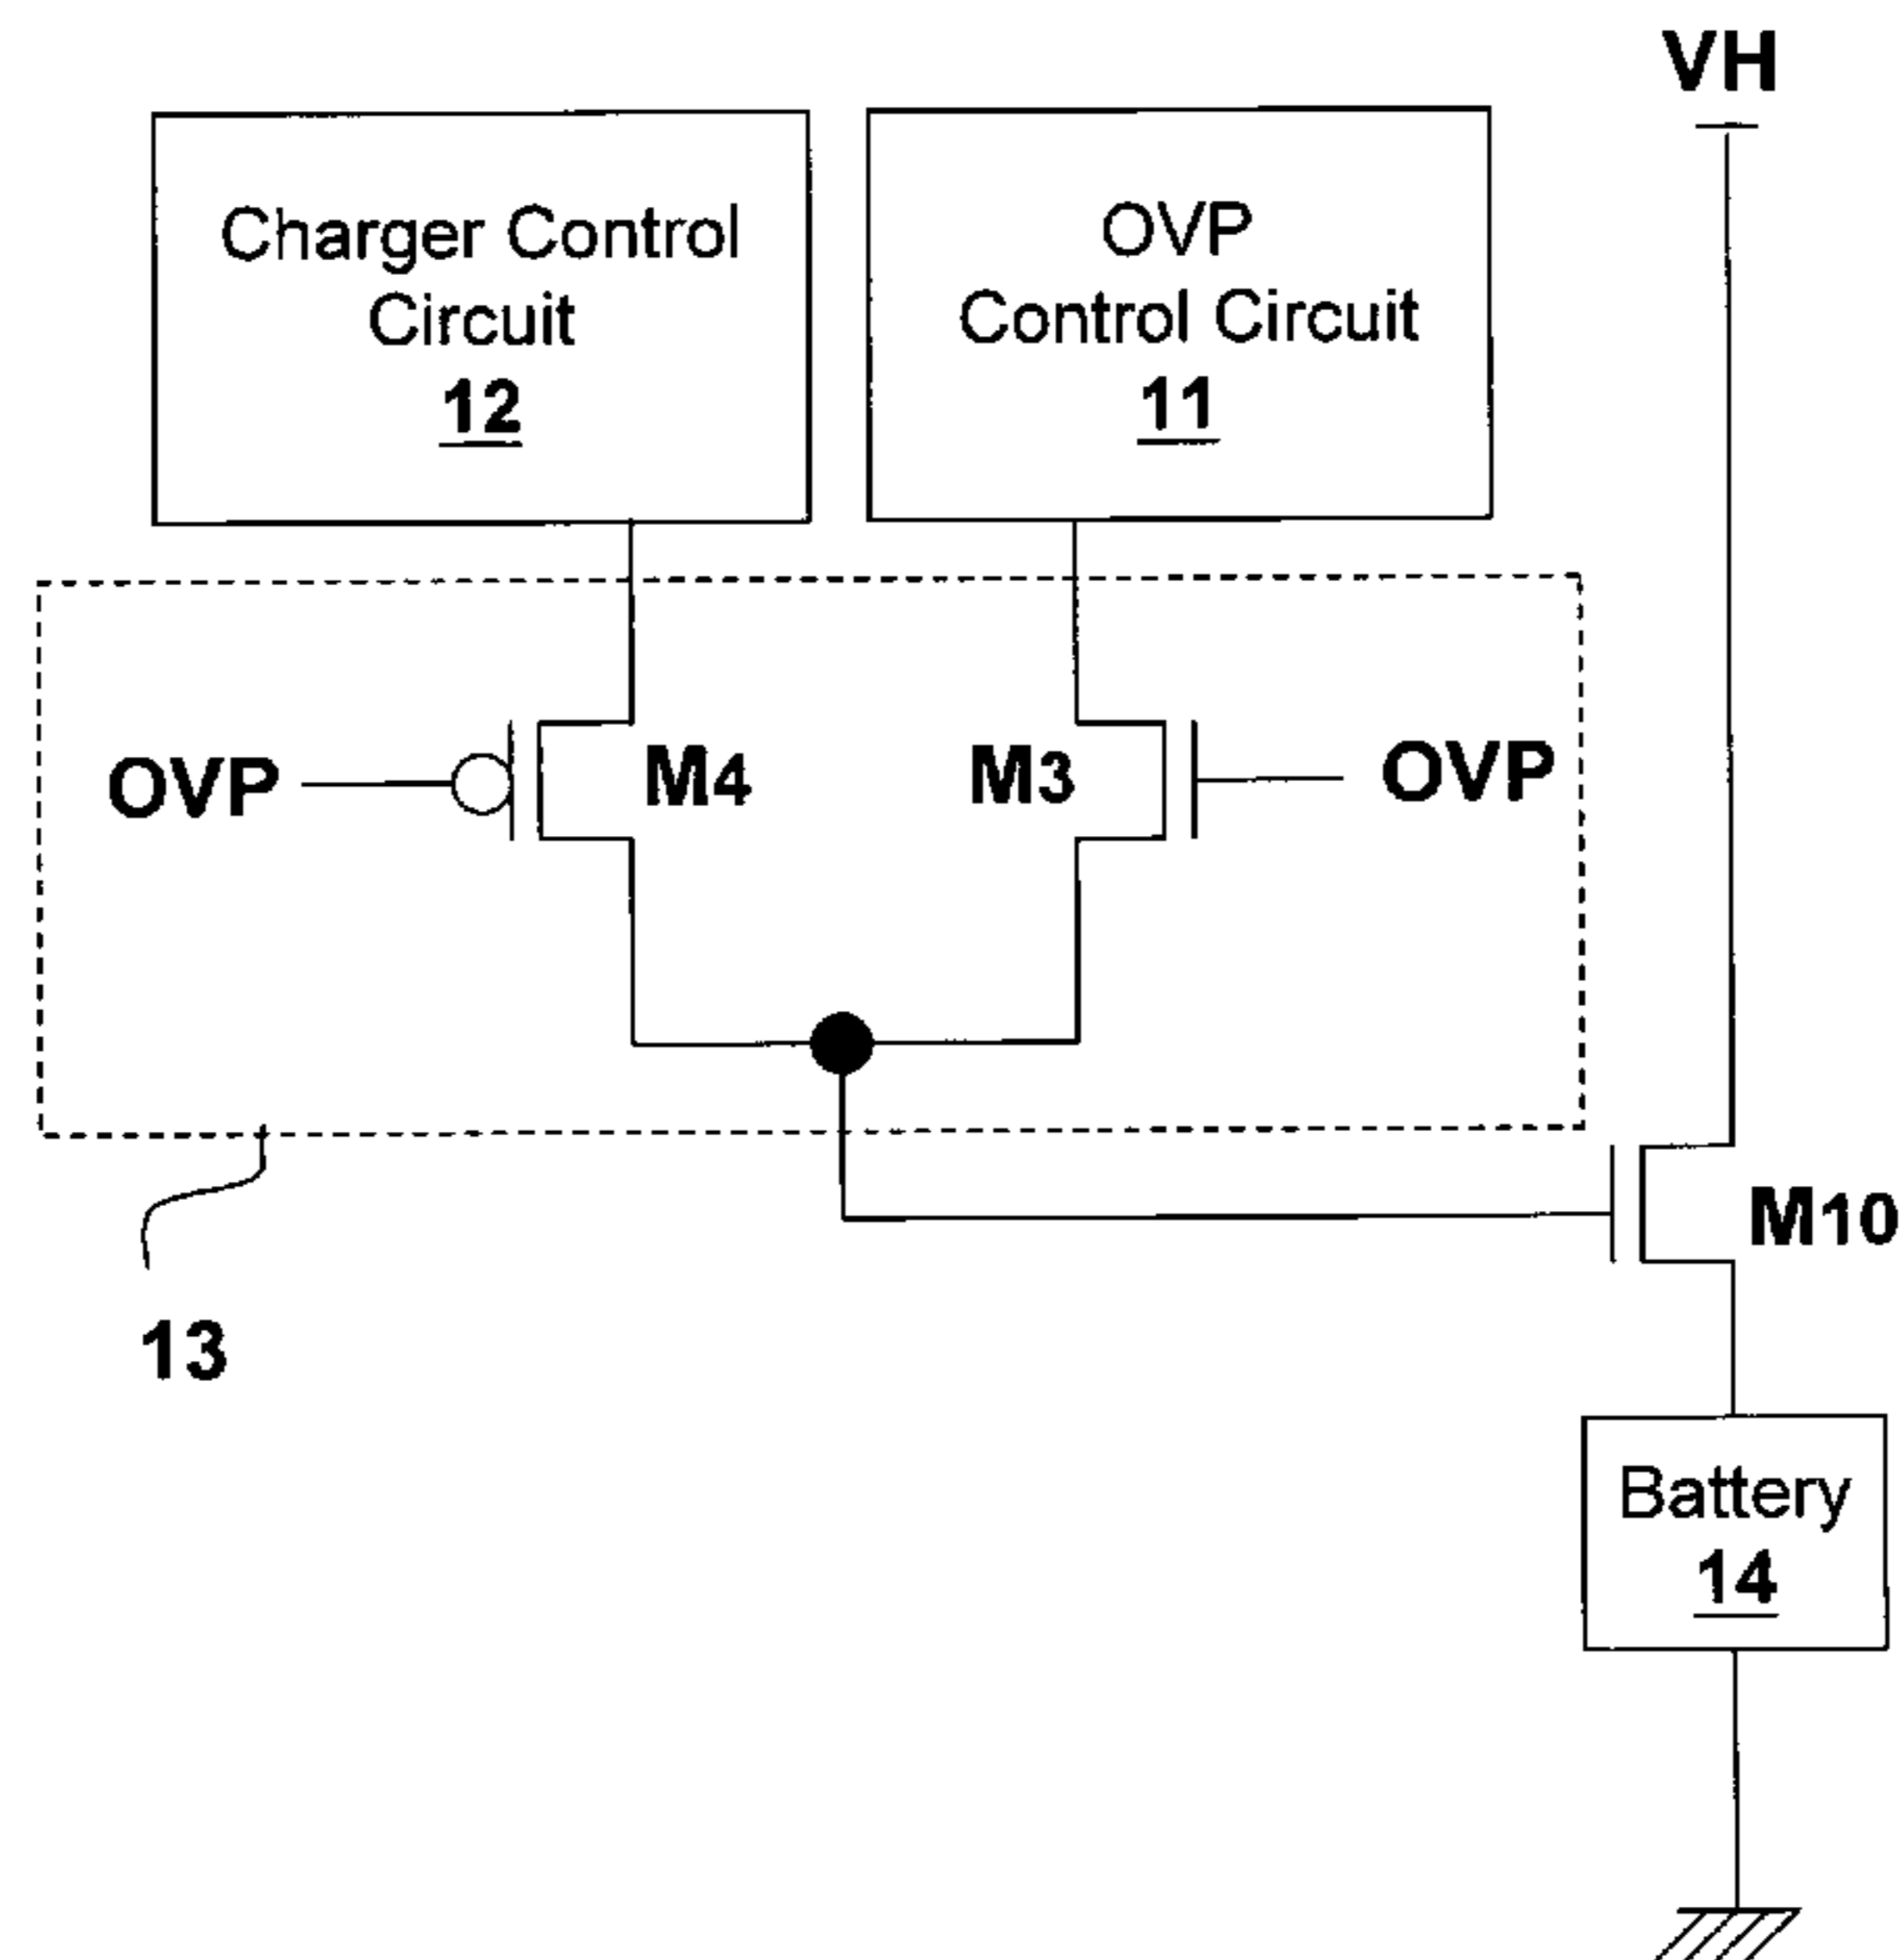 VH
Charger Control
Circuit
12
OVP
Control Circuit
11
OVP
M4
M3
OVP
M10
13
Battery
14